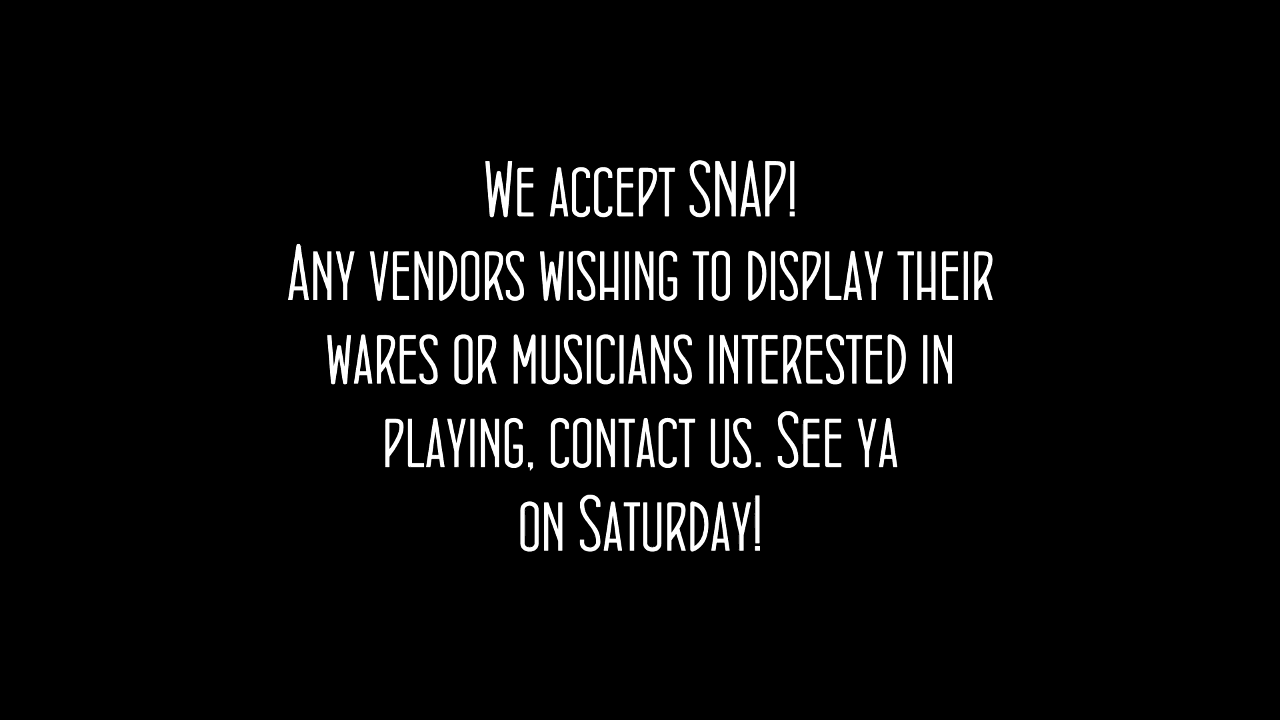 We accept SNAP!
Any vendors wishing to display their
wares or musicians interested in
playing, contact us. See ya
on Saturday!